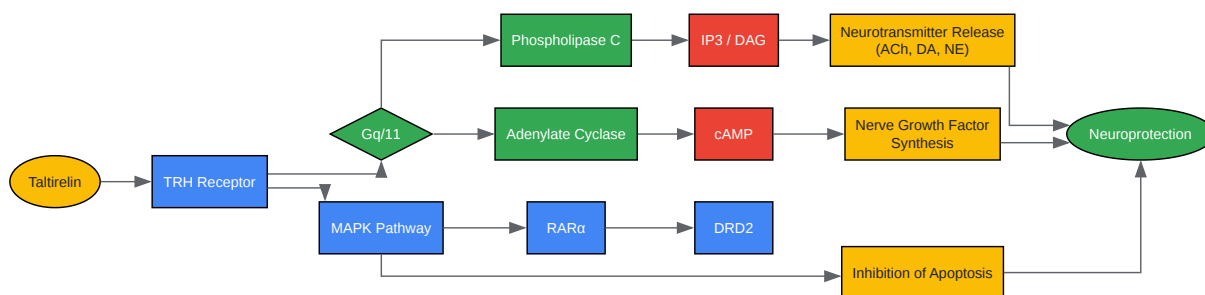 Phospholipase C
IP3 / DAG
Neurotransmitter Release
(ACh, DA, NE)
Gq/11
Adenylate Cyclase
cAMP
Nerve Growth Factor
Synthesis
Neuroprotection
Taltirelin
TRH Receptor
MAPK Pathway
RARα
DRD2
Inhibition of Apoptosis